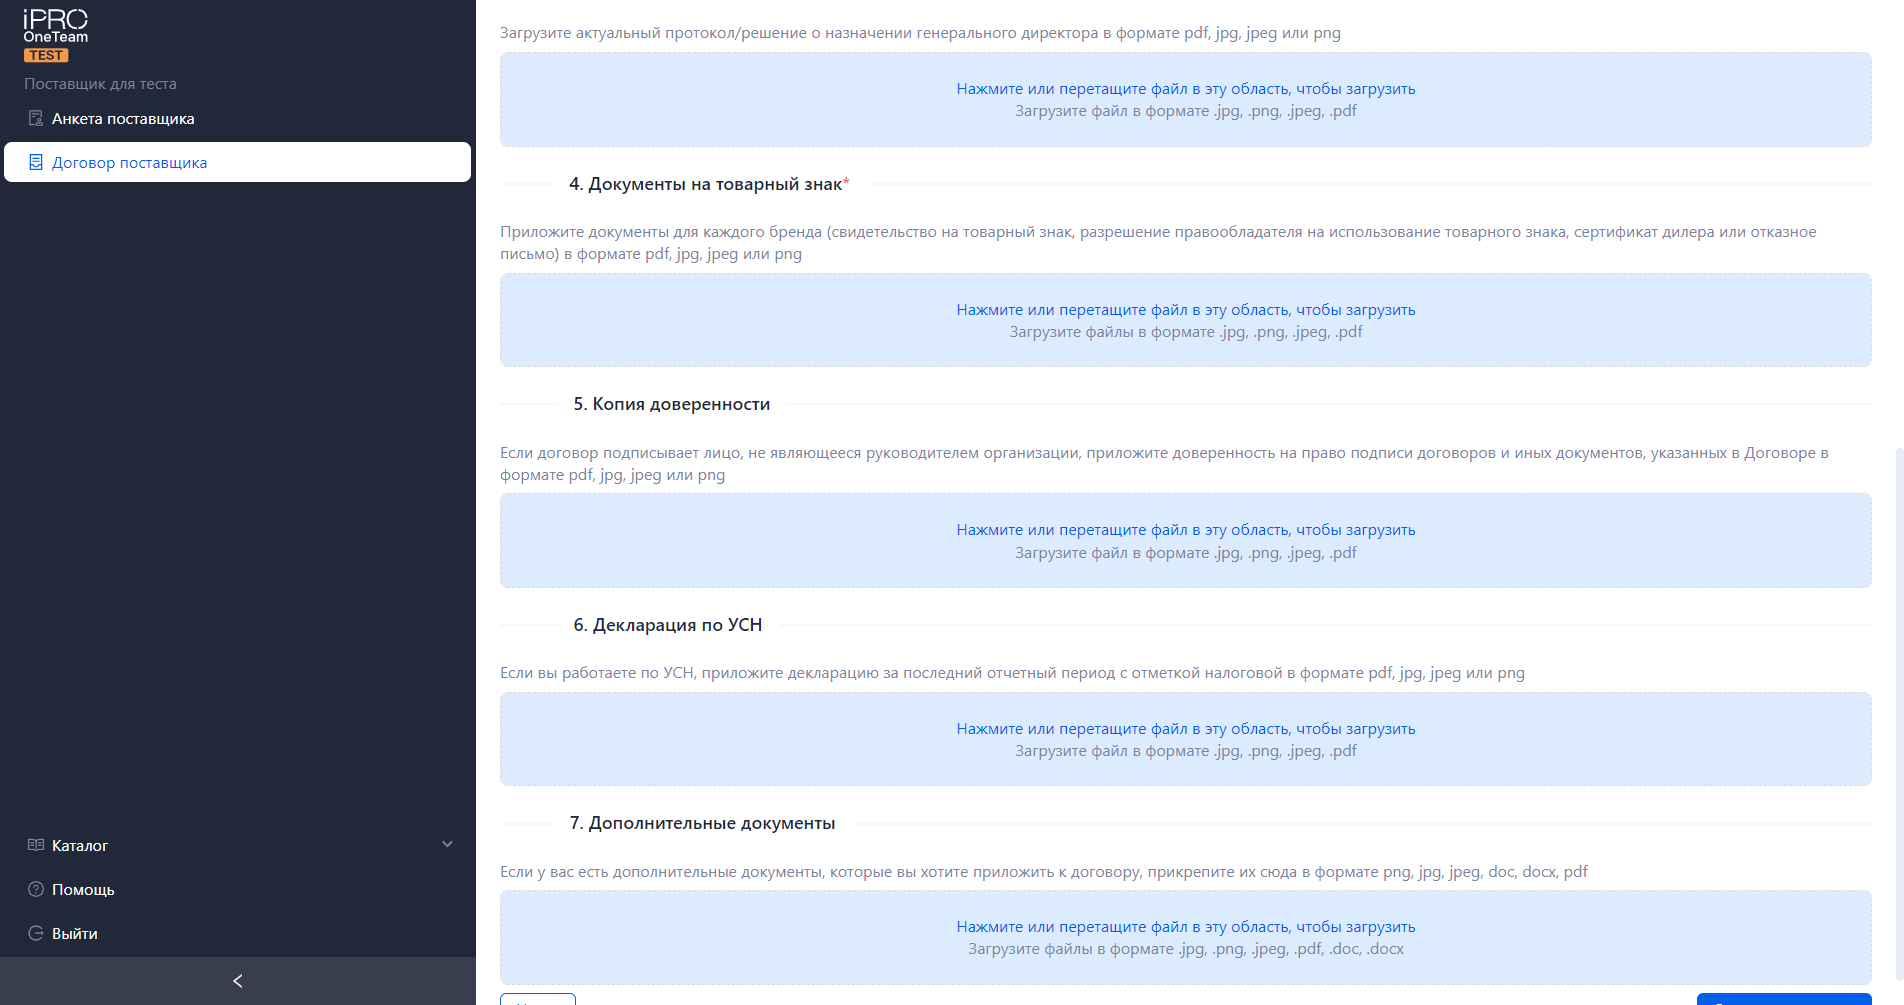 iPRO
OneTeam
TEST
Поставщик для теста
Анкета поставщика
Договор поставщика
Каталог
Помощь
Выйти
Загрузите актуальный протокол/решение о назначении генерального директора в формате pdf, jpg, jpeg или png
Нажмите или перетащите файл в эту область, чтобы загрузить
Загрузите файл в формате .jpg, .png, .jpeg, .pdf
4. Документы на товарный знак*
Приложите документы для каждого бренда (свидетельство на товарный знак, разрешение правообладателя на использование товарного знака, сертификат дилера или отказное
письмо) в формате pdf, jpg, jpeg или png
Нажмите или перетащите файл в эту область, чтобы загрузить
Загрузите файлы в формате .jpg, .png, .jpeg, .pdf
5. Копия доверенности
Если договор подписывает лицо, не являющееся руководителем организации, приложите доверенность на право подписи договоров и иных документов, указанных в Договоре в
формате pdf, jpg, jpeg или png
Нажмите или перетащите файл в эту область, чтобы загрузить
Загрузите файл в формате .jpg, .png, .jpeg, .pdf
6. Декларация по УСН
Если вы работаете по УСН, приложите декларацию за последний отчетный период с отметкой налоговой в формате pdf, jpg, jpeg или png
Нажмите или перетащите файл в эту область, чтобы загрузить
Загрузите файл в формате .jpg, .png, .jpeg, .pdf
7. Дополнительные документы
Если у вас есть дополнительные документы, которые вы хотите приложить к договору, прикрепите их сюда в формате png, jpg, jpeg, doc, docx, pdf
Нажмите или перетащите файл в эту область, чтобы загрузить
Загрузите файлы в формате .jpg, .png, .jpeg, .pdf, .doc, .docx